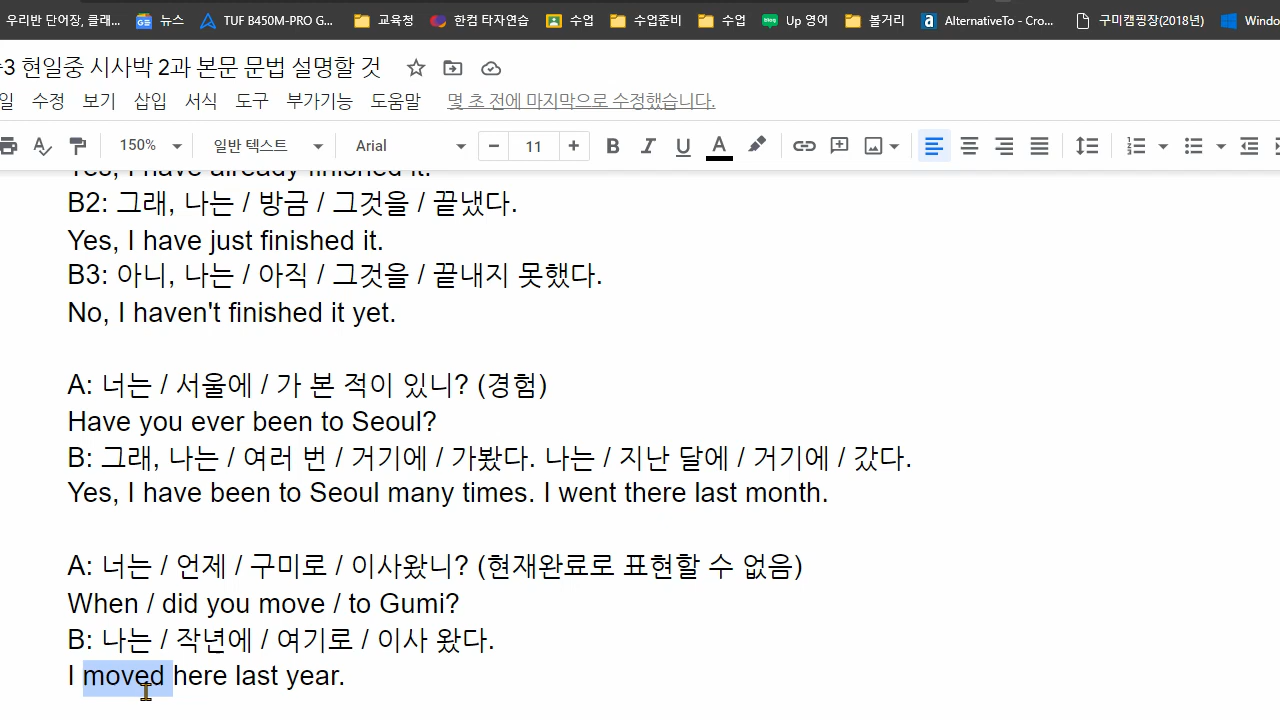 우리반 단어장, 클래... 뉴스 TUF B450M-PRO G... 교육청 한컴 타자연습 수업 수업준비 수업 Up 영어 볼거리 AlternativeTo - Cro... 구미캠핑장(2018년) Windo
3 현일중 시사박 2과 본문 문법 설명할 것
일 수정 보기 삽입 서식 도구 부가기능 도움말 몇 초 전에 마지막으로 수정했습니다.
150% 일반 텍스트 Arial 11 B I U A
Yes, I have already finished it.
B2: 그래, 나는 / 방금 / 그것을 / 끝냈다.
Yes, I have just finished it.
B3: 아니, 나는 / 아직 / 그것을 / 끝내지 못했다.
No, I haven't finished it yet.
A: 너는 / 서울에 / 가 본 적이 있니? (경험)
Have you ever been to Seoul?
B: 그래, 나는 / 여러 번 / 거기에 / 가봤다. 나는 / 지난 달에 / 거기에 / 갔다.
Yes, I have been to Seoul many times. I went there last month.
A: 너는 / 언제 / 구미로 / 이사왔니? (현재완료로 표현할 수 없음)
When / did you move / to Gumi?
B: 나는 / 작년에 / 여기로 / 이사 왔다.
I moved here last year.